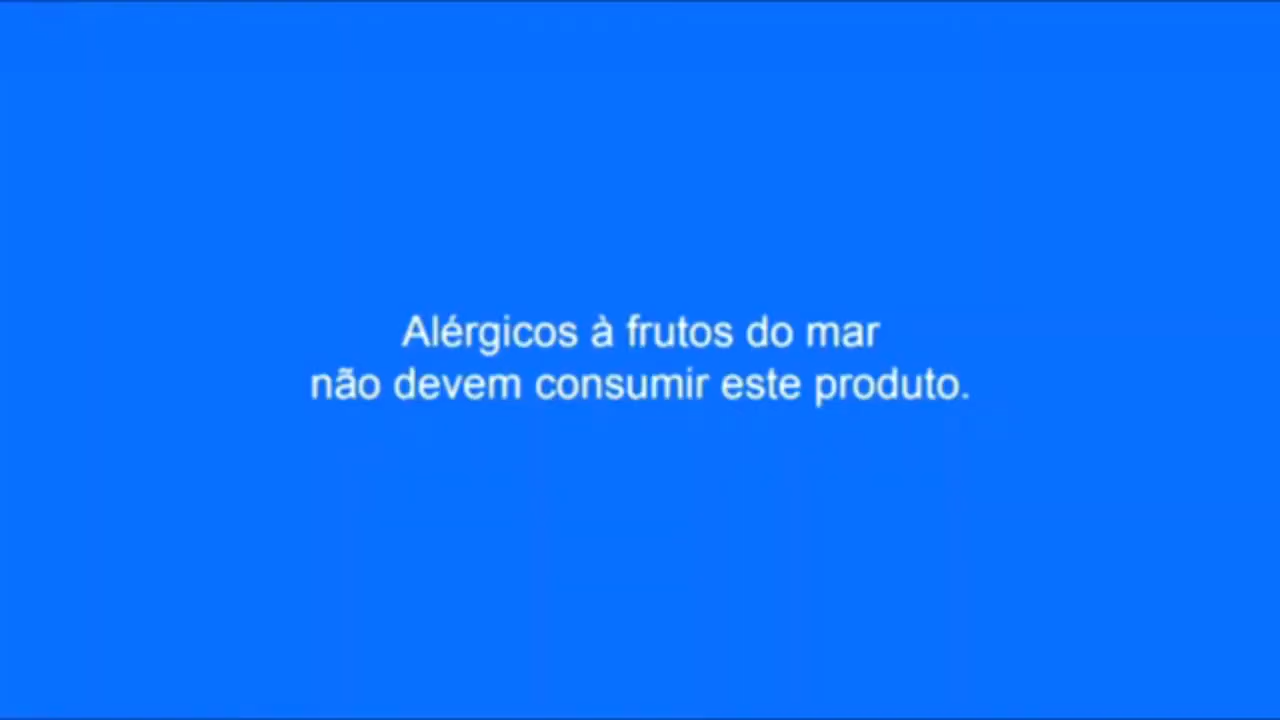 Alérgicos à frutos do mar
não devem consumir este produto.